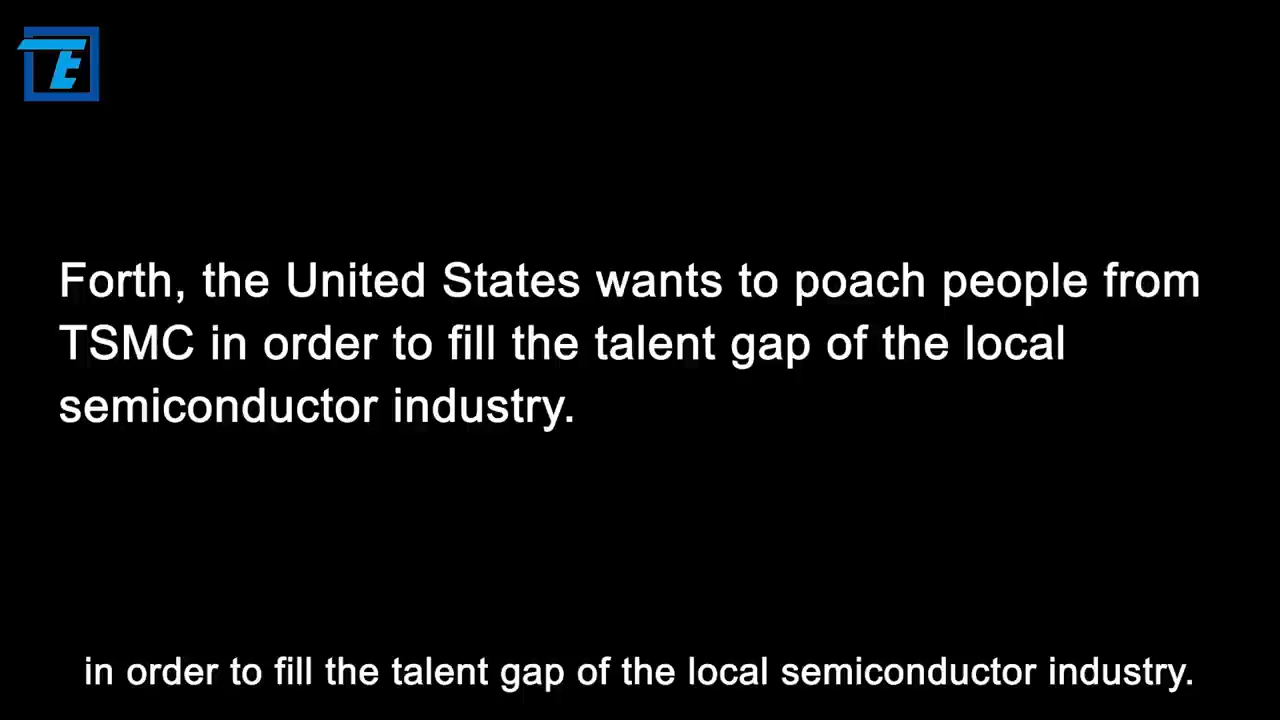 TE
Forth, the United States wants to poach people from
TSMC in order to fill the talent gap of the local
semiconductor industry.
in order to fill the talent gap of the local semiconductor industry.